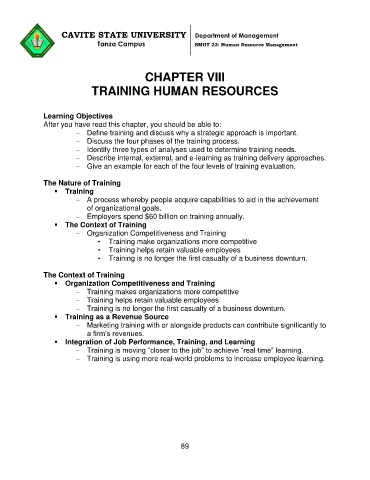 CAVITE STATE UNIVERSITY
Tanza Campus
Department of Management
BMGT 23: Human Resource Management
CHAPTER VIII
TRAINING HUMAN RESOURCES
Learning Objectives
After you have read this chapter, you should be able to:
– Define training and discuss why a strategic approach is important.
– Discuss the four phases of the training process.
– Identify three types of analyses used to determine training needs.
– Describe internal, external, and e-learning as training delivery approaches.
– Give an example for each of the four levels of training evaluation.
The Nature of Training
▪ Training
– A process whereby people acquire capabilities to aid in the achievement
of organizational goals.
– Employers spend $60 billion on training annually.
▪ The Context of Training
– Organization Competitiveness and Training
• Training make organizations more competitive
• Training helps retain valuable employees
• Training is no longer the first casualty of a business downturn.
The Context of Training
▪ Organization Competitiveness and Training
– Training makes organizations more competitive
– Training helps retain valuable employees
– Training is no longer the first casualty of a business downturn.
▪ Training as a Revenue Source
– Marketing training with or alongside products can contribute significantly to
a firm's revenues.
▪ Integration of Job Performance, Training, and Learning
– Training is moving “closer to the job” to achieve “real time” learning.
– Training is using more real-world problems to increase employee learning.
89